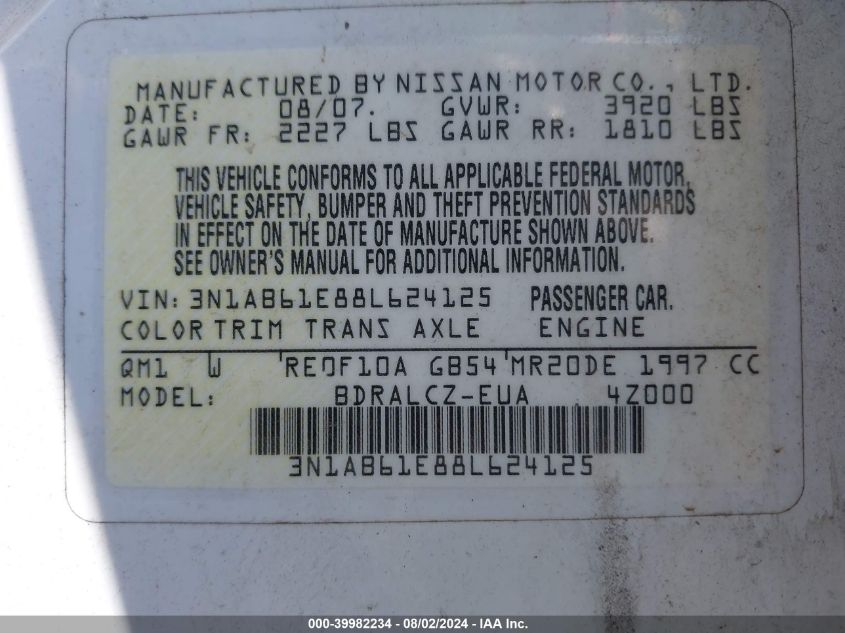 MANUFACTURED BY NISSAN MOTOR CO., LTD.
DATE: 08/07. GVWR: 3920 LBS
GAWR FR: 2227 LBS GAWR RR: 1810 LBS
THIS VEHICLE CONFORMS TO ALL APPLICABLE FEDERAL MOTOR,
VEHICLE SAFETY, BUMPER AND THEFT PREVENTION STANDARDS
IN EFFECT ON THE DATE OF MANUFACTURE SHOWN ABOVE.
SEE OWNER'S MANUAL FOR ADDITIONAL INFORMATION.
VIN: 3N1AB61E88L624125 PASSENGER CAR.
COLOR TRIM TRANS AXLE ENGINE
QM1 W 'RE0F10A GB54 'MR20DE 1997 CC
MODEL: BDRALCZ-EUA 4Z000
3N1AB61E88L624125
000-39982234 - 08/02/2024 - IAA Inc.